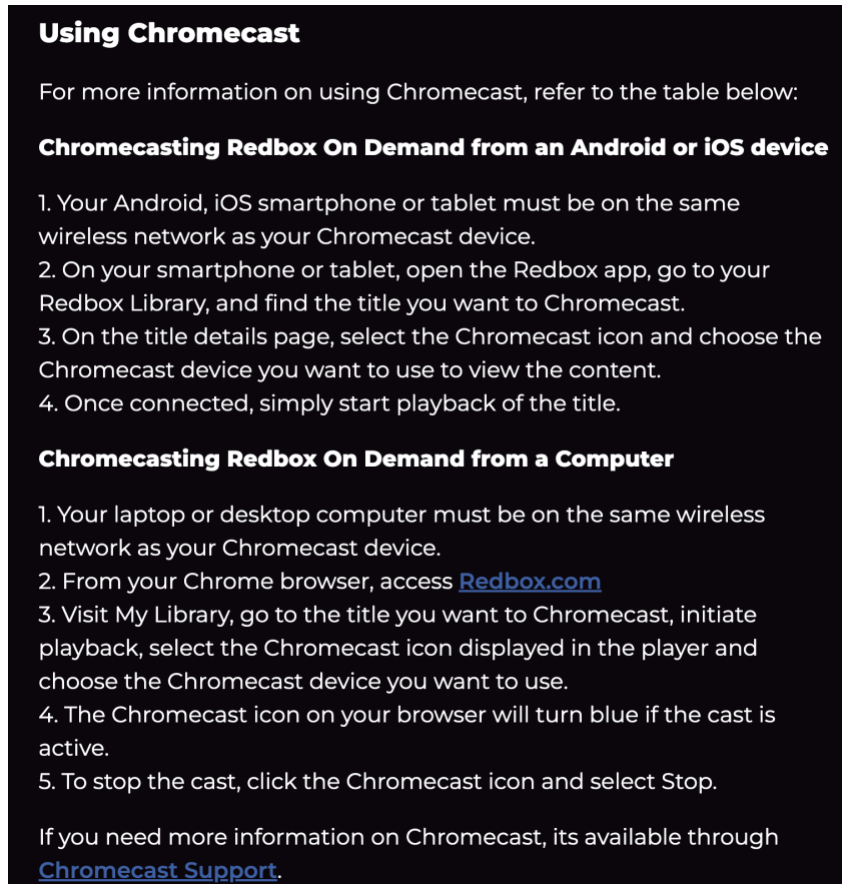 Using Chromecast
For more information on using Chromecast, refer to the table below:
Chromecasting Redbox On Demand from an Android or iOS device
1. Your Android, iOS smartphone or tablet must be on the same
wireless network as your Chromecast device.
2. On your smartphone or tablet, open the Redbox app, go to your
Redbox Library, and find the title you want to Chromecast.
3. On the title details page, select the Chromecast icon and choose the
Chromecast device you want to use to view the content.
4. Once connected, simply start playback of the title.
Chromecasting Redbox On Demand from a Computer
1. Your laptop or desktop computer must be on the same wireless
network as your Chromecast device.
2. From your Chrome browser, access Redbox.com
3. Visit My Library, go to the title you want to Chromecast, initiate
playback, select the Chromecast icon displayed in the player and
choose the Chromecast device you want to use.
4. The Chromecast icon on your browser will turn blue if the cast is
active.
5. To stop the cast, click the Chromecast icon and select Stop.
If you need more information on Chromecast, its available through
Chromecast Support.